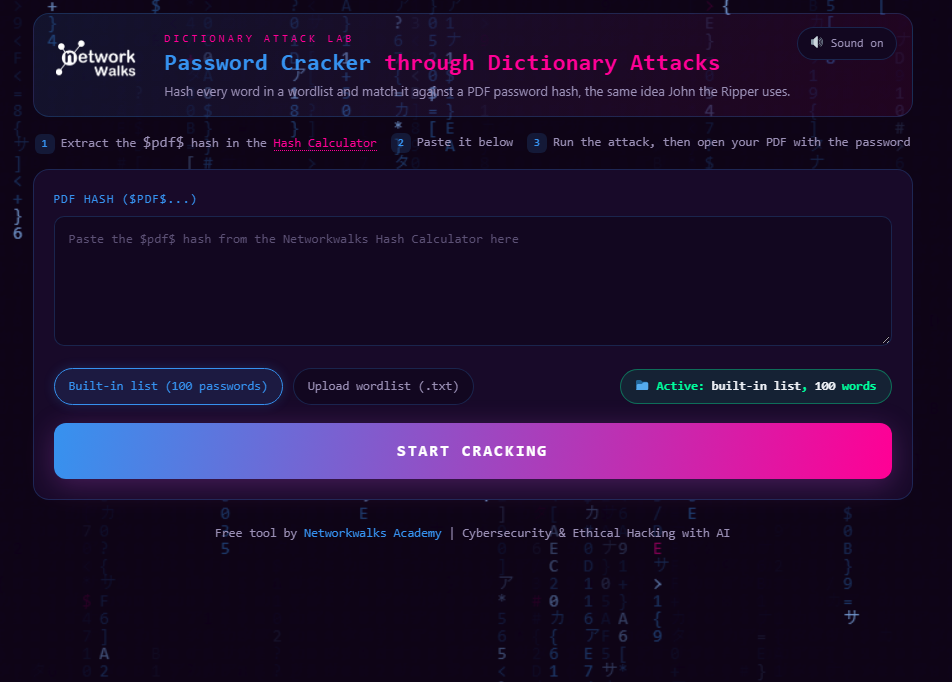 network
Walks
DICTIONARY ATTACK LAB
Password Cracker through Dictionary Attacks
Hash every word in a wordlist and match it against a PDF password hash, the same idea John the Ripper uses.
Sound on
1 Extract the $pdf$ hash in the Hash Calculator 2 Paste it below 3 Run the attack, then open your PDF with the password
PDF HASH ($PDF$...)
Paste the $pdf$ hash from the Networkwalks Hash Calculator here
Built-in list (100 passwords) Upload wordlist (.txt) Active: built-in list, 100 words
START CRACKING
Free tool by Networkwalks Academy | Cybersecurity & Ethical Hacking with AI